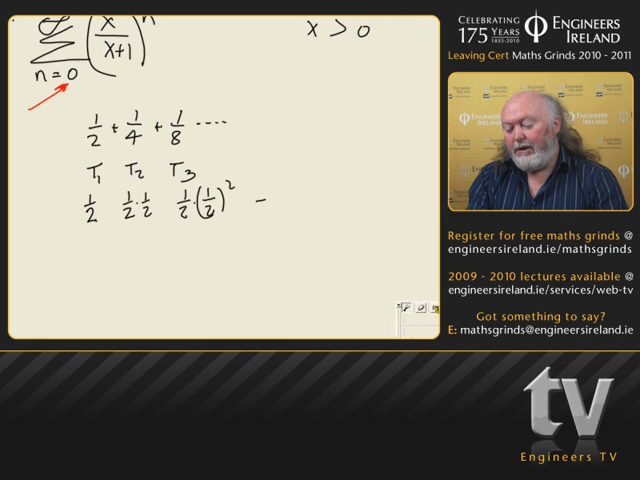 ∑ (x/(x+1))^n
n=0
x > 0
1/2 + 1/4 + 1/8 ....
T1 T2 T3
1/2 1/2·1/2 1/2·(1/2)^2 –
CELEBRATING
175 YEARS
1835-2010
ENGINEERS
IRELAND
Leaving Cert Maths Grinds 2010 - 2011
Register for free maths grinds @
engineersireland.ie/mathsgrinds
2009 - 2010 lectures available @
engineersireland.ie/services/web-tv
Got something to say?
E: mathsgrinds@engineersireland.ie
tv
Engineers TV